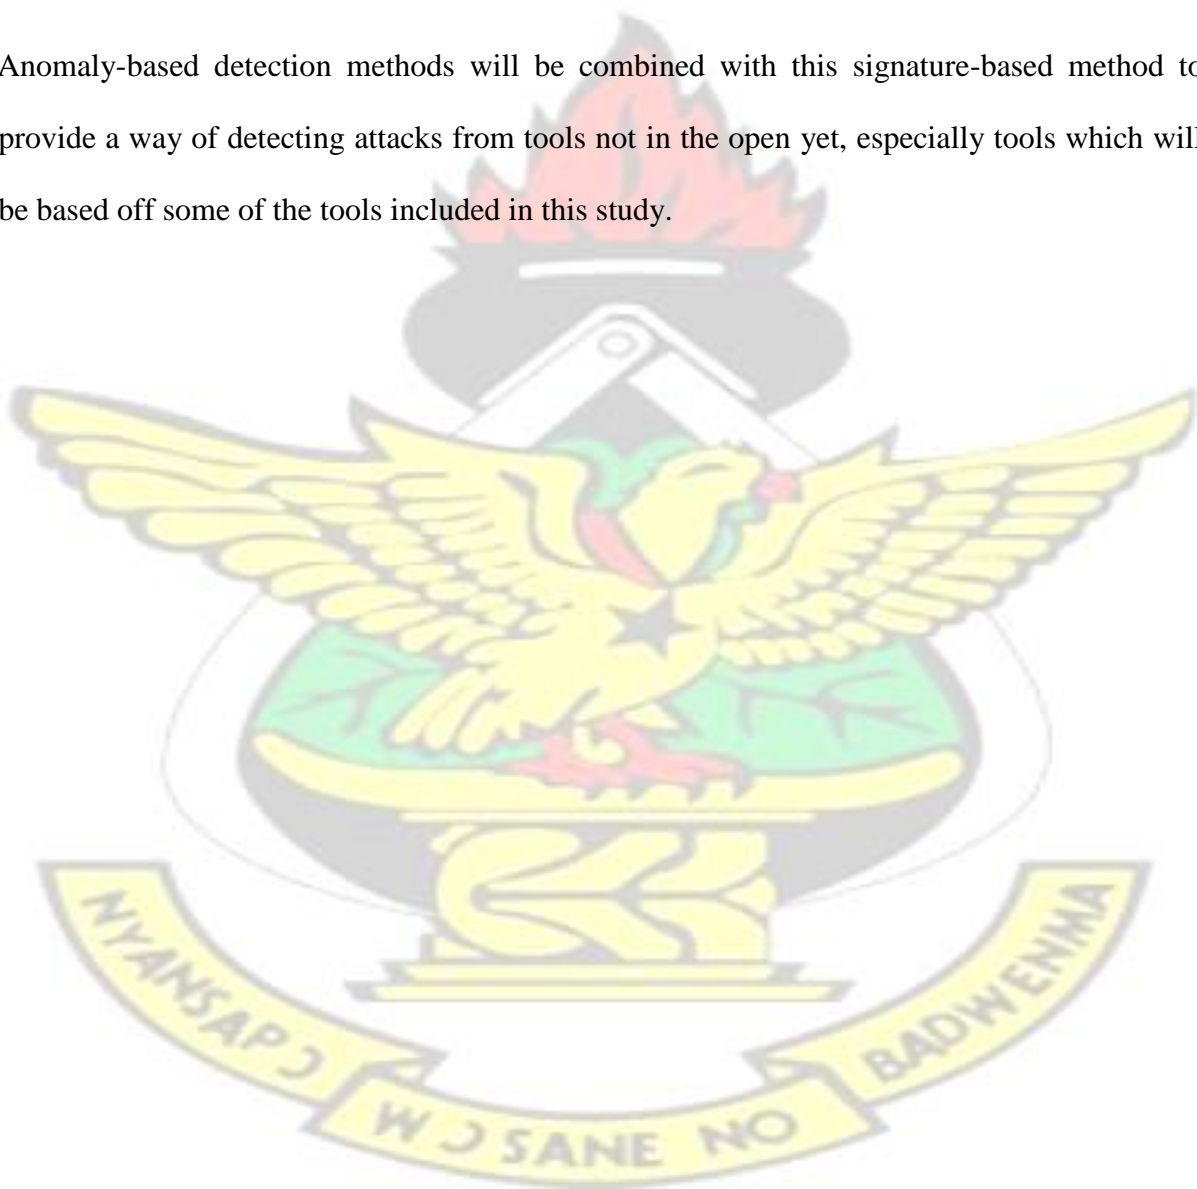 Anomaly-based detection methods will be combined with this signature-based method to
provide a way of detecting attacks from tools not in the open yet, especially tools which will
be based off some of the tools included in this study.
NYANSAPƆ
WƆSANE NO
BADWENMA